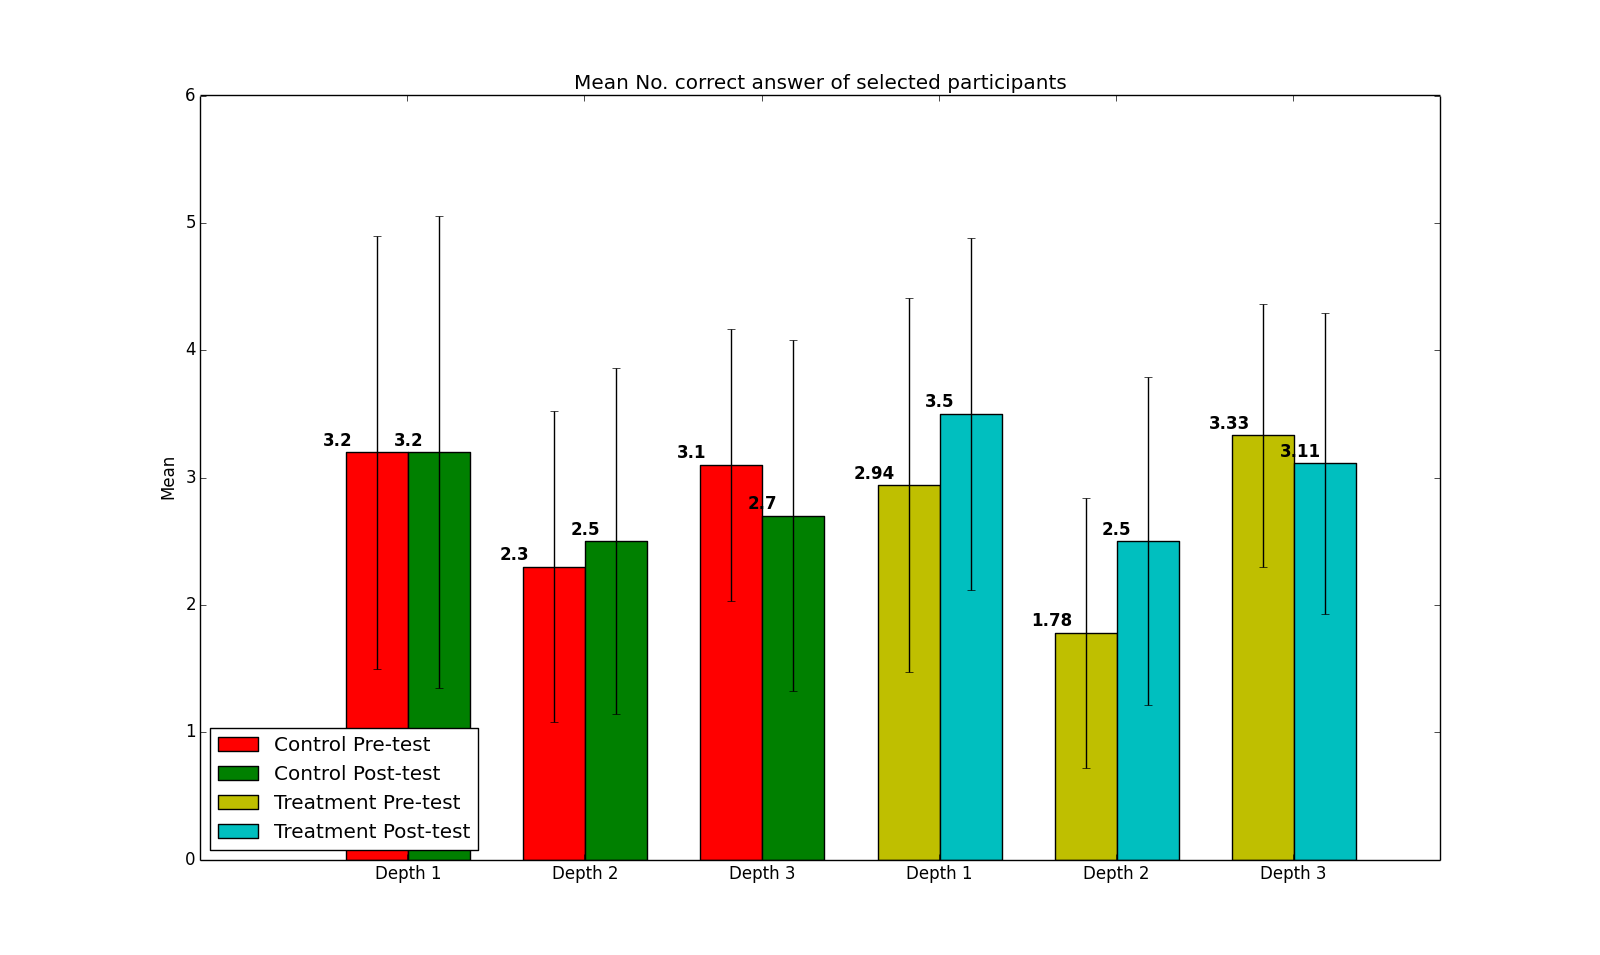 Mean No. correct answer of selected participants
6
5
4
3
2
1
0
Mean
3.2
3.2
2.3
2.5
3.1
2.7
2.94
3.5
1.78
2.5
3.33
3.11
Control Pre-test
Control Post-test
Treatment Pre-test
Treatment Post-test
Depth 1 Depth 2 Depth 3 Depth 1 Depth 2 Depth 3